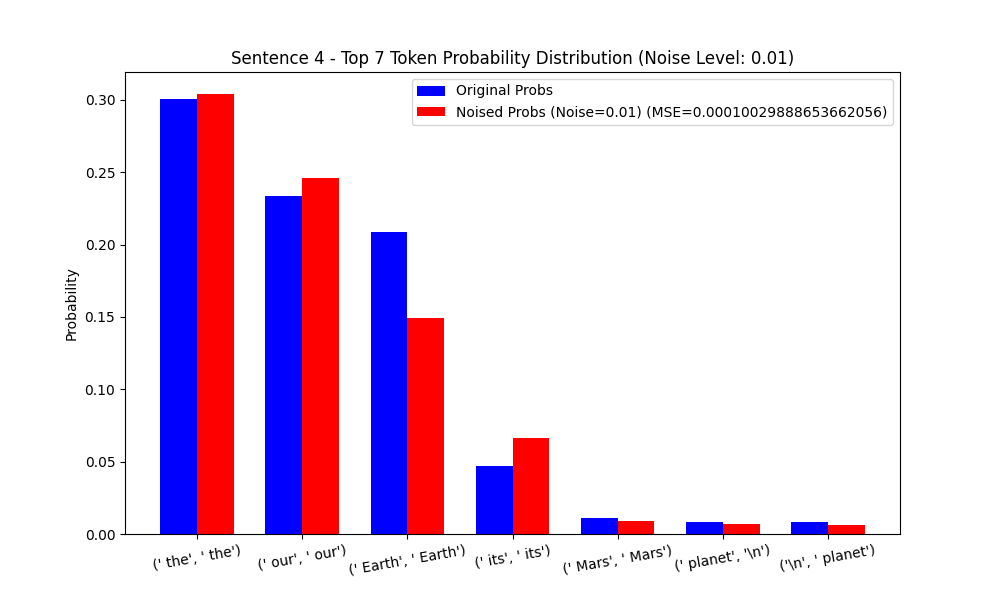 Sentence 4 - Top 7 Token Probability Distribution (Noise Level: 0.01)
Original Probs
Noised Probs (Noise=0.01) (MSE=0.00010029888653662056)
Probability
0.30
0.25
0.20
0.15
0.10
0.05
0.00
(' the', ' the')
(' our', ' our')
(' Earth', ' Earth')
(' its', ' its')
(' Mars', ' Mars')
(' planet', '\n')
('\n', ' planet')